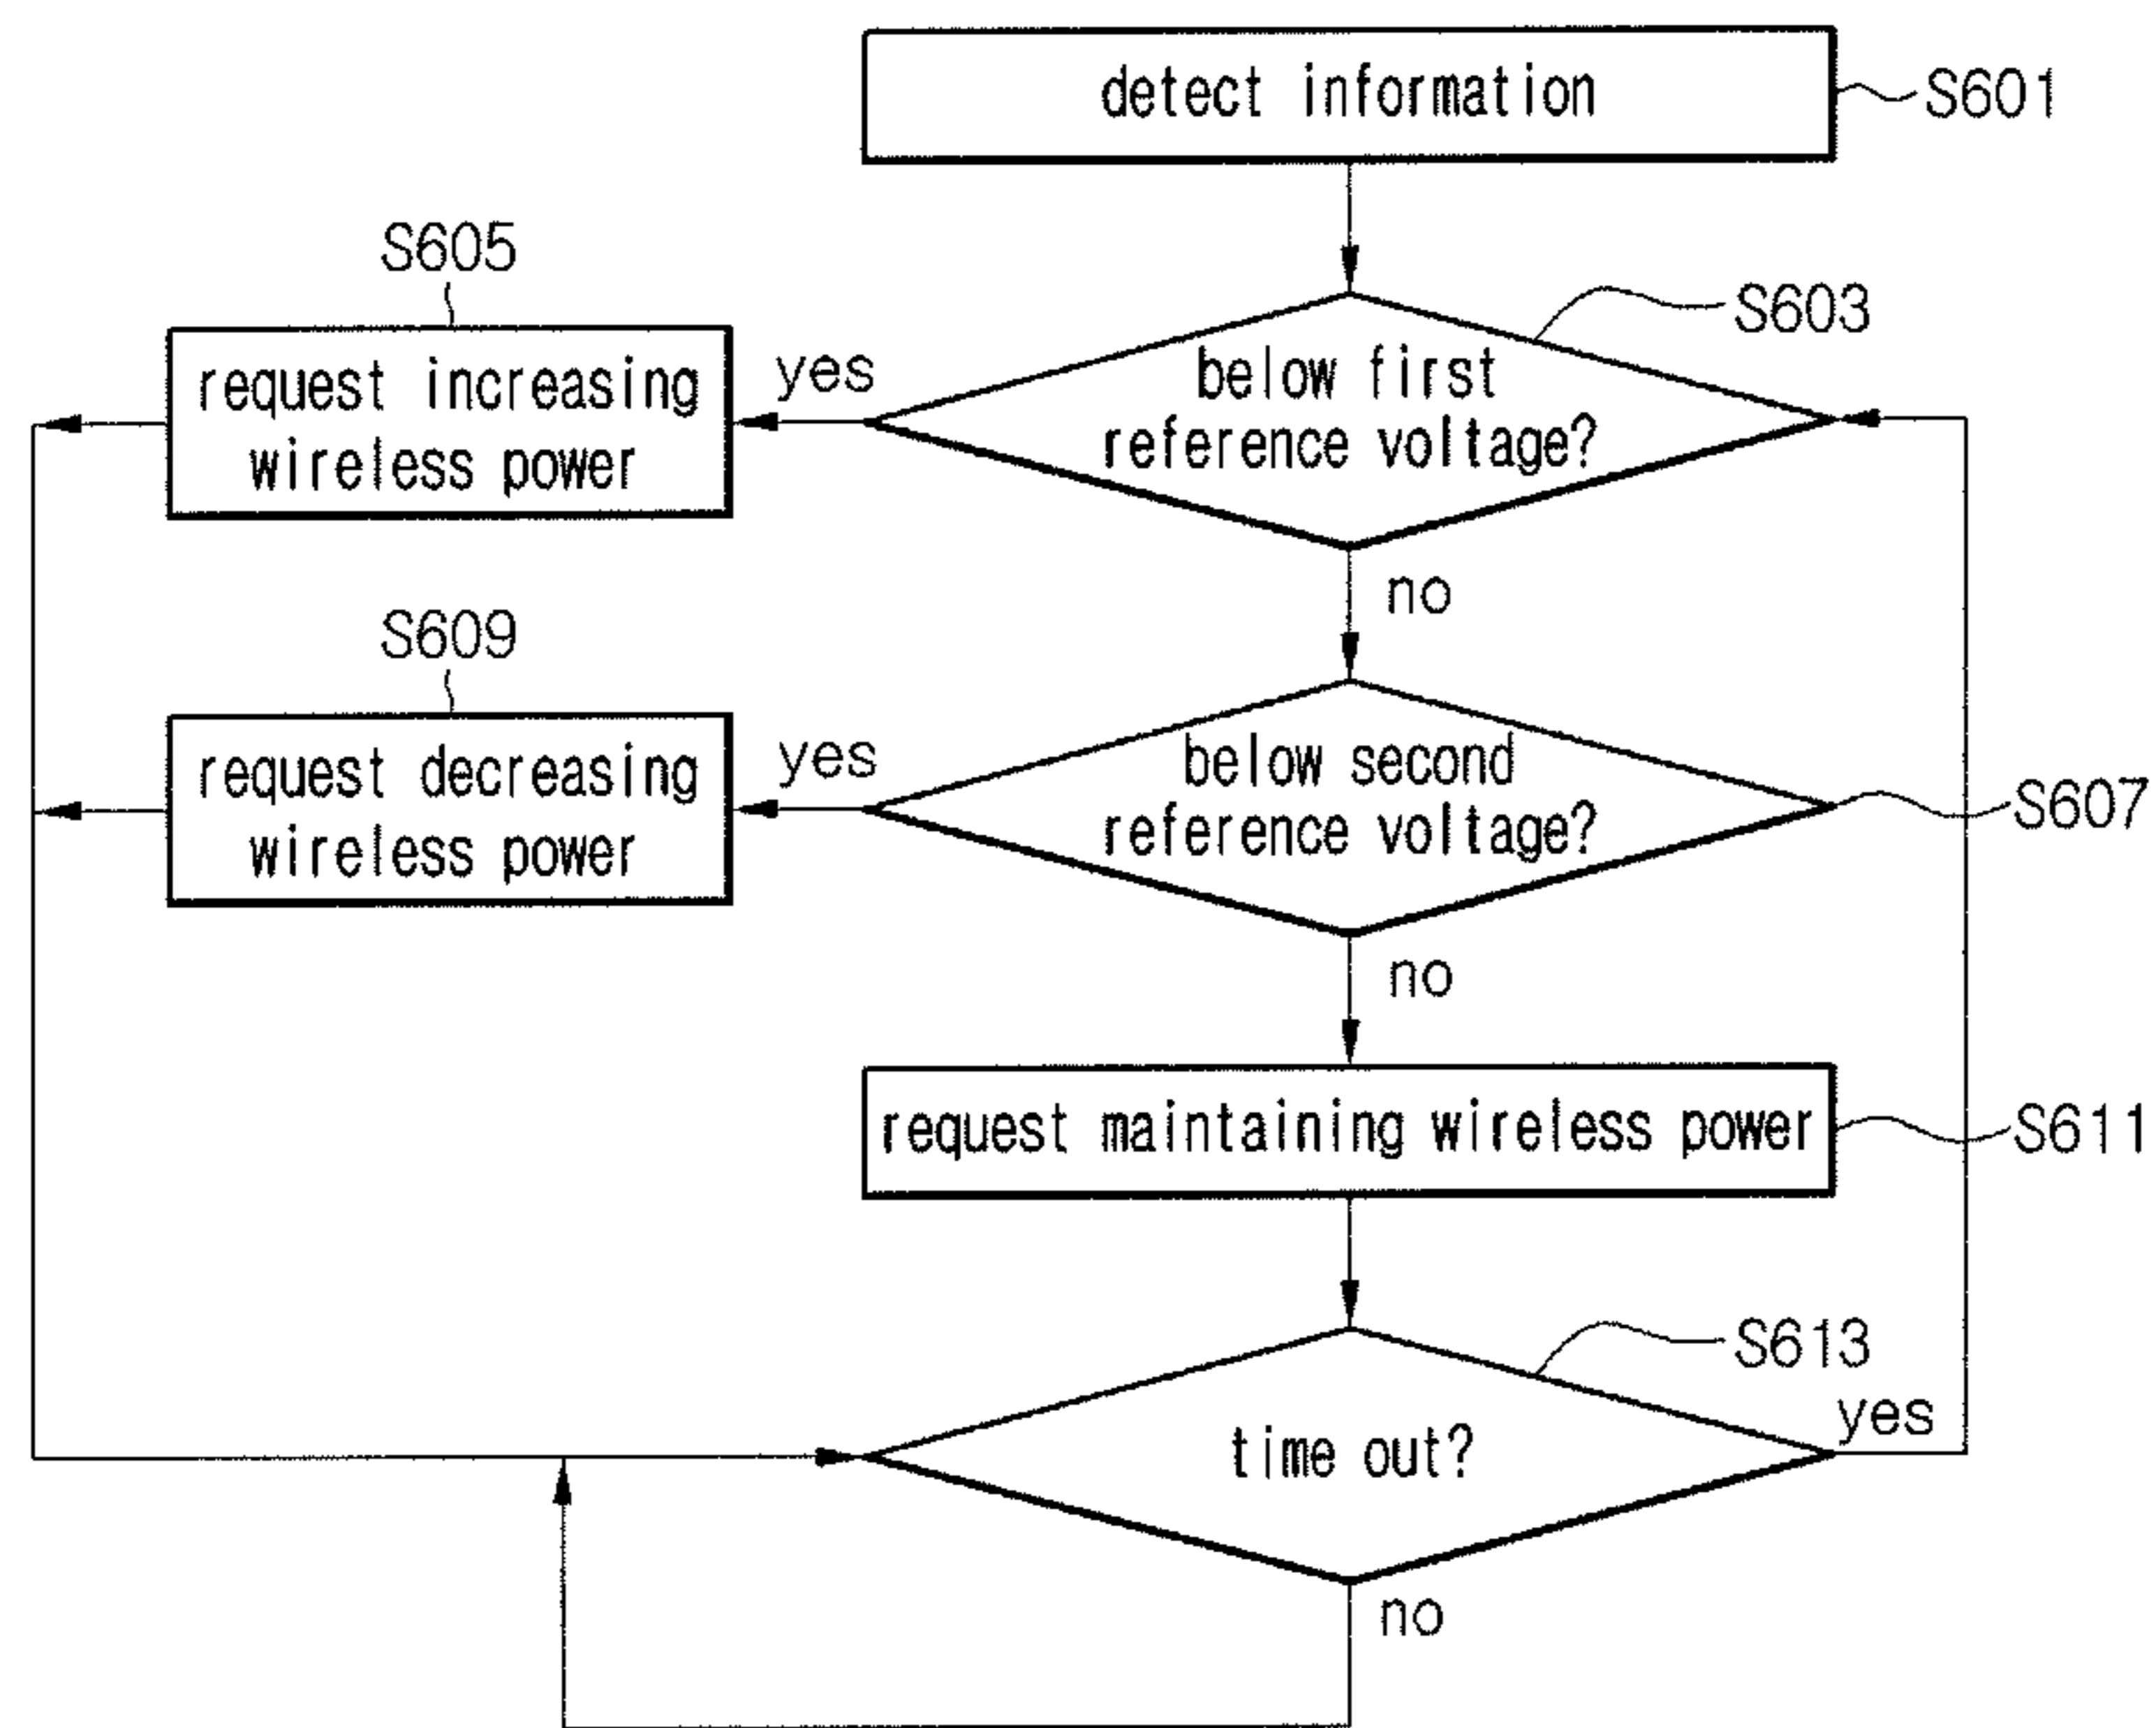 detect information
S601
S605
S603
request increasing
wireless power
yes
below first
reference voltage?
no
S609
request decreasing
wireless power
yes
below second
reference voltage?
S607
no
request maintaining wireless power
S611
S613
time out?
yes
no